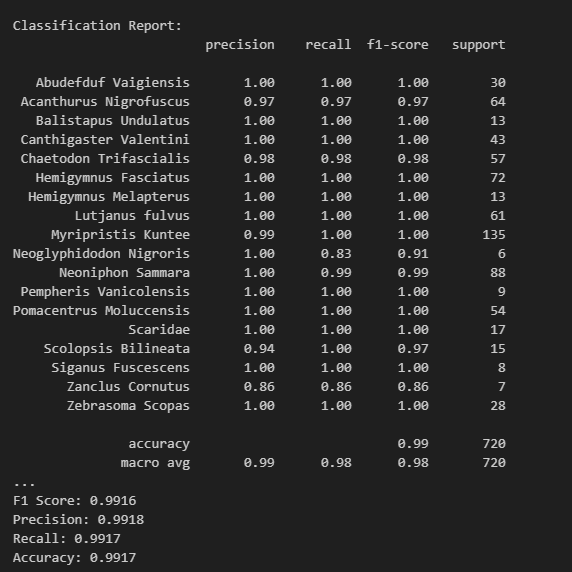 Classification Report:
precision recall f1-score support
Abudefduf Vaigiensis 1.00 1.00 1.00 30
Acanthurus Nigrofuscus 0.97 0.97 0.97 64
Balistapus Undulatus 1.00 1.00 1.00 13
Canthigaster Valentini 1.00 1.00 1.00 43
Chaetodon Trifascialis 0.98 0.98 0.98 57
Hemigymnus Fasciatus 1.00 1.00 1.00 72
Hemigymnus Melapterus 1.00 1.00 1.00 13
Lutjanus fulvus 1.00 1.00 1.00 61
Myripristis Kuntee 0.99 1.00 1.00 135
Neoglyphidodon Nigroris 1.00 0.83 0.91 6
Neoniphon Sammara 1.00 0.99 0.99 88
Pempheris Vanicolensis 1.00 1.00 1.00 9
Pomacentrus Moluccensis 1.00 1.00 1.00 54
Scaridae 1.00 1.00 1.00 17
Scolopsis Bilineata 0.94 1.00 0.97 15
Siganus Fuscescens 1.00 1.00 1.00 8
Zanclus Cornutus 0.86 0.86 0.86 7
Zebrasoma Scopas 1.00 1.00 1.00 28
accuracy 0.99 720
macro avg 0.99 0.98 0.98 720
...
F1 Score: 0.9916
Precision: 0.9918
Recall: 0.9917
Accuracy: 0.9917